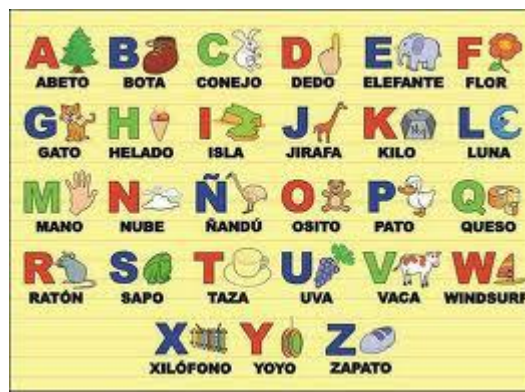 A B C D E F
ABETO BOTA CONEJO DEDO ELEFANTE FLOR
G H I J K L
GATO HELADO ISLA JIRAFA KILO LUNA
M N Ñ O P Q
MANO NUBE ÑANDÚ OSITO PATO QUESO
R S T U V W
RATÓN SAPO TAZA UVA VACA WINDSURF
X Y Z
XILÓFONO YOYO ZAPATO